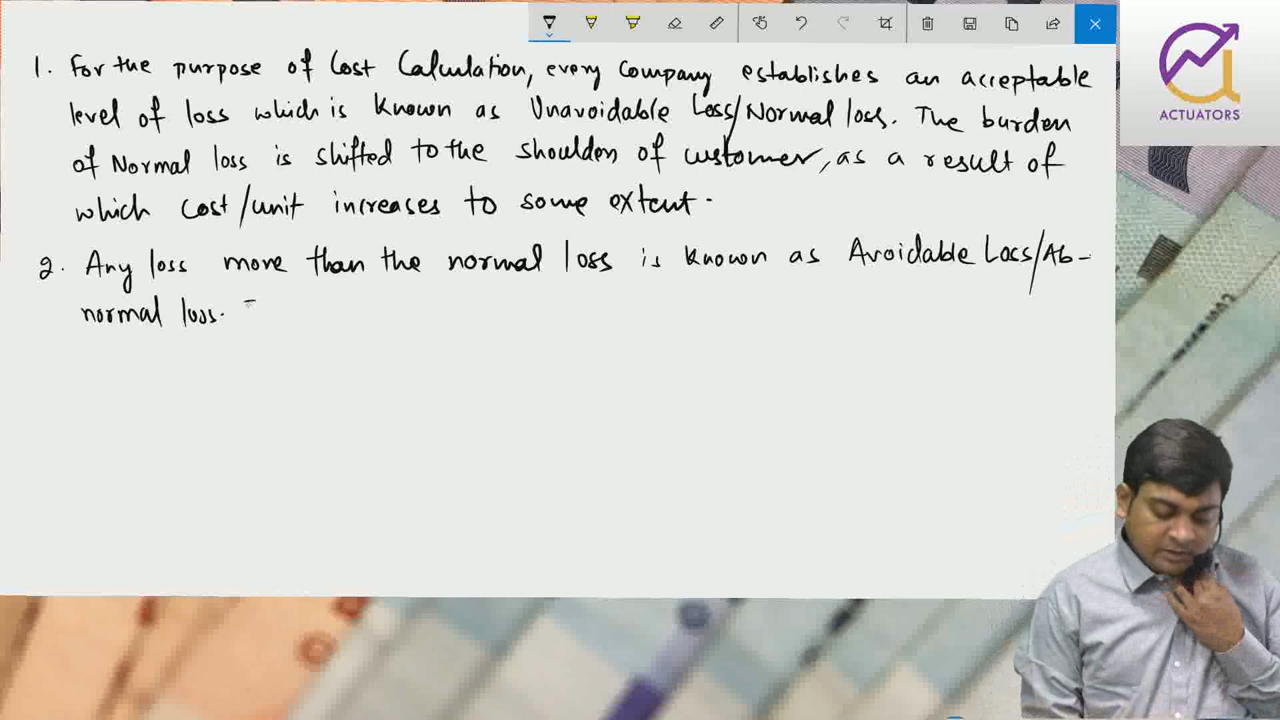 1. For the purpose of Cost Calculation, every Company establishes an acceptable
level of loss which is known as Unavoidable Loss/Normal loss. The burden
of Normal loss is shifted to the shoulder of customer, as a result of
which cost/unit increases to some extent.
2. Any loss more than the normal loss is known as Avoidable Loss/Ab-
normal loss.
ACTUATORS